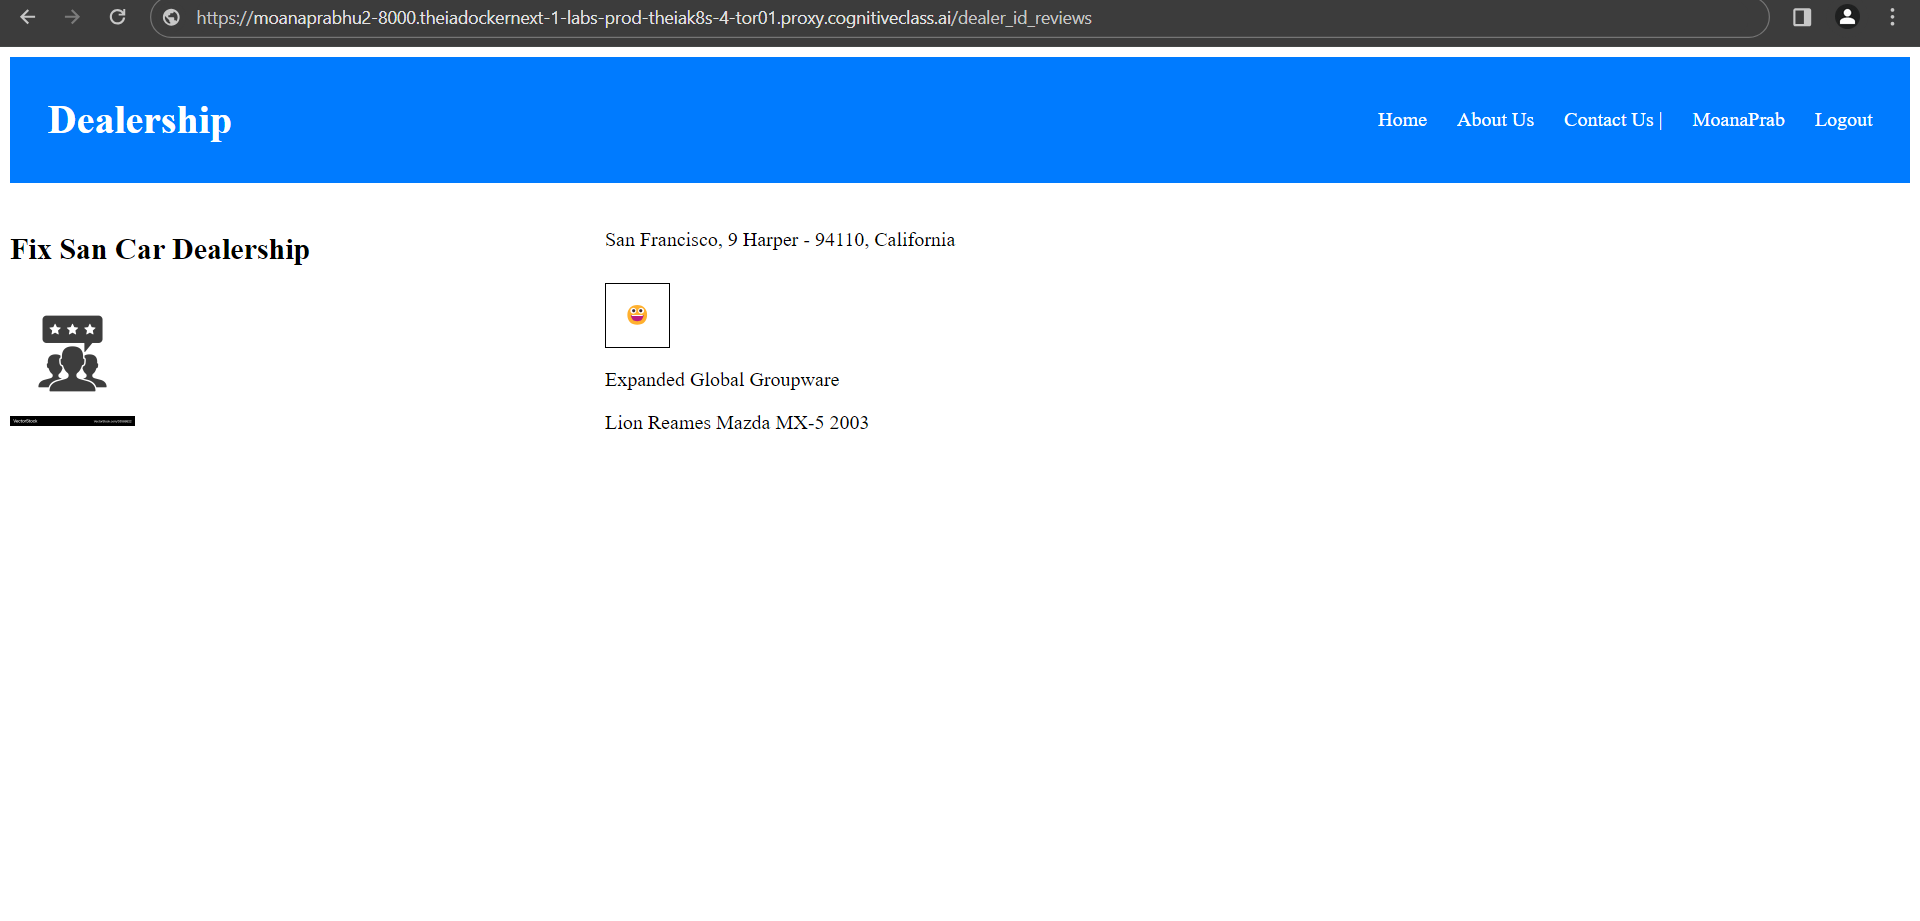 https://moanaprabhu2-8000.theiadockernext-1-labs-prod-theiak8s-4-tor01.proxy.cognitiveclass.ai/dealer_id_reviews
Dealership
Home About Us Contact Us | MoanaPrab Logout
Fix San Car Dealership
San Francisco, 9 Harper - 94110, California
Expanded Global Groupware
Lion Reames Mazda MX-5 2003
VectorStock